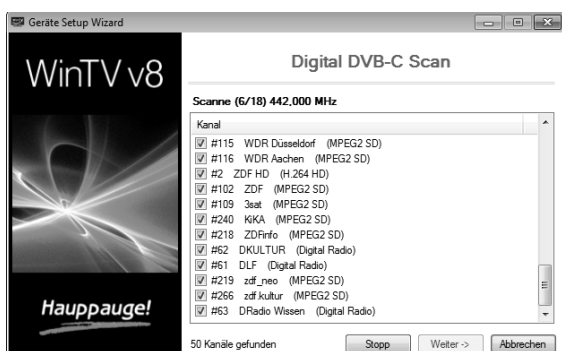 Geräte Setup Wizard
WinTV v8
Digital DVB-C Scan
Scanne (6/18) 442,000 MHz
Kanal
#115 WDR Düsseldorf (MPEG2 SD)
#116 WDR Aachen (MPEG2 SD)
#2 ZDF HD (H.264 HD)
#102 ZDF (MPEG2 SD)
#109 3sat (MPEG2 SD)
#240 KiKA (MPEG2 SD)
#218 ZDFinfo (MPEG2 SD)
#62 DKULTUR (Digital Radio)
#61 DLF (Digital Radio)
#219 zdf_neo (MPEG2 SD)
#266 zdf.kultur (MPEG2 SD)
#63 DRadio Wissen (Digital Radio)
Hauppauge!
50 Kanäle gefunden
Stopp
Weiter ->
Abbrechen